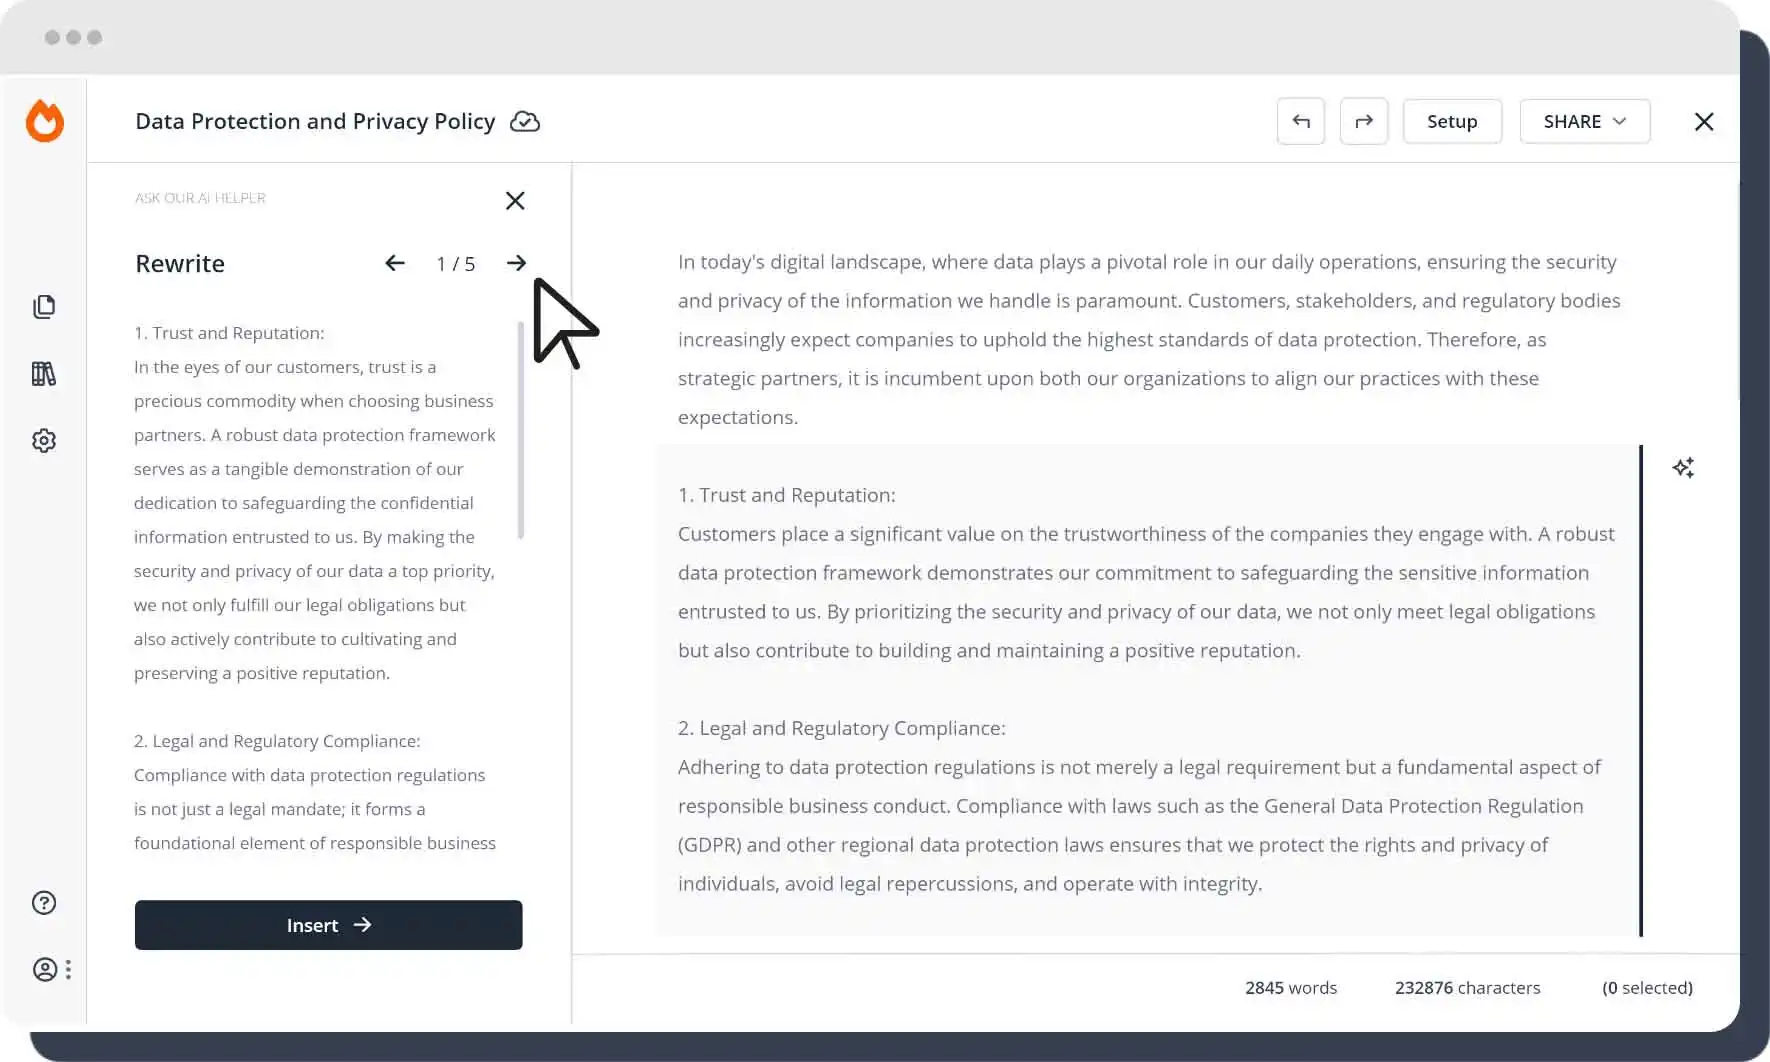 Data Protection and Privacy Policy
Setup
SHARE
ASK OUR AI HELPER
Rewrite
1 / 5
1. Trust and Reputation:
In the eyes of our customers, trust is a
precious commodity when choosing business
partners. A robust data protection framework
serves as a tangible demonstration of our
dedication to safeguarding the confidential
information entrusted to us. By making the
security and privacy of our data a top priority,
we not only fulfill our legal obligations but
also actively contribute to cultivating and
preserving a positive reputation.
2. Legal and Regulatory Compliance:
Compliance with data protection regulations
is not just a legal mandate; it forms a
foundational element of responsible business
Insert
In today's digital landscape, where data plays a pivotal role in our daily operations, ensuring the security
and privacy of the information we handle is paramount. Customers, stakeholders, and regulatory bodies
increasingly expect companies to uphold the highest standards of data protection. Therefore, as
strategic partners, it is incumbent upon both our organizations to align our practices with these
expectations.
1. Trust and Reputation:
Customers place a significant value on the trustworthiness of the companies they engage with. A robust
data protection framework demonstrates our commitment to safeguarding the sensitive information
entrusted to us. By prioritizing the security and privacy of our data, we not only meet legal obligations
but also contribute to building and maintaining a positive reputation.
2. Legal and Regulatory Compliance:
Adhering to data protection regulations is not merely a legal requirement but a fundamental aspect of
responsible business conduct. Compliance with laws such as the General Data Protection Regulation
(GDPR) and other regional data protection laws ensures that we protect the rights and privacy of
individuals, avoid legal repercussions, and operate with integrity.
2845 words
232876 characters
(0 selected)